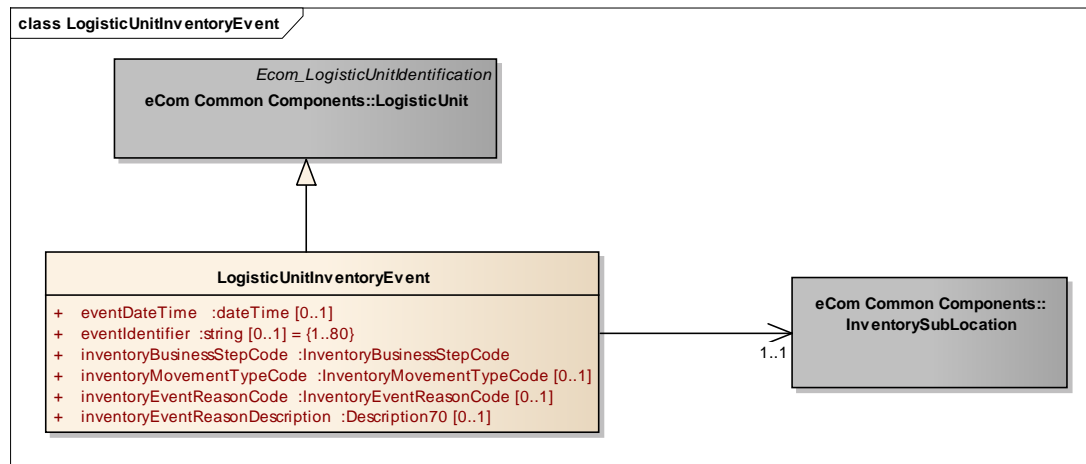 class LogisticUnitInventoryEvent
Ecom_LogisticUnitIdentification
eCom Common Components::LogisticUnit
LogisticUnitInventoryEvent
+ eventDateTime :dateTime [0..1]
+ eventIdentifier :string [0..1] = {1..80}
+ inventoryBusinessStepCode :InventoryBusinessStepCode
+ inventoryMovementTypeCode :InventoryMovementTypeCode [0..1]
+ inventoryEventReasonCode :InventoryEventReasonCode [0..1]
+ inventoryEventReasonDescription :Description70 [0..1]
1..1
eCom Common Components::
InventorySubLocation